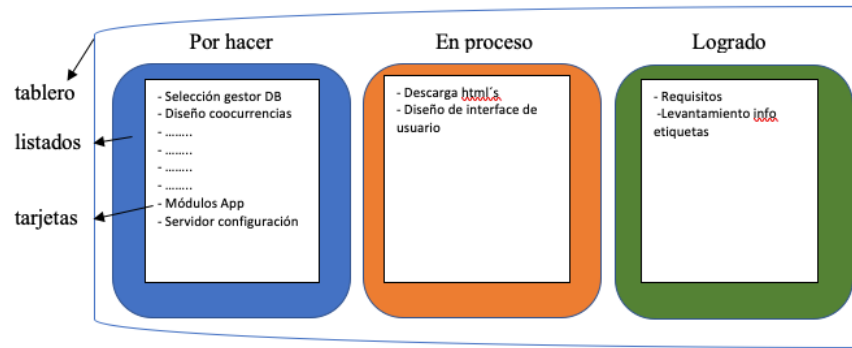 Por hacer
En proceso
Logrado
tablero
listados
tarjetas
- Selección gestor DB
- Diseño coocurrencias
- ........
- ........
- ........
- ........
- Módulos App
- Servidor configuración
- Descarga html´s
- Diseño de interface de
usuario
- Requisitos
-Levantamiento info
etiquetas